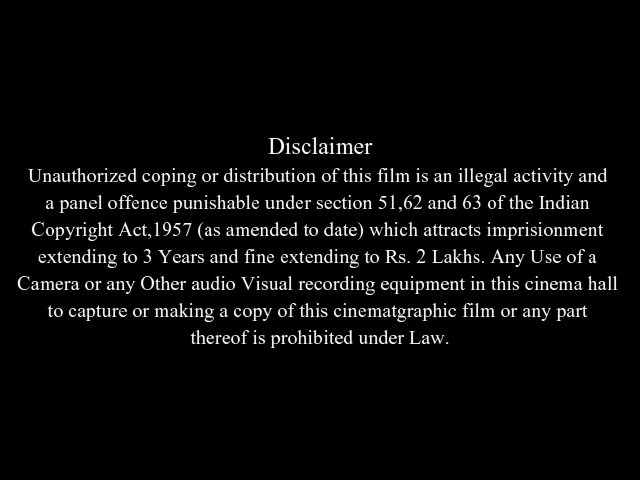 Disclaimer
Unauthorized coping or distribution of this film is an illegal activity and
a panel offence punishable under section 51,62 and 63 of the Indian
Copyright Act,1957 (as amended to date) which attracts imprisionment
extending to 3 Years and fine extending to Rs. 2 Lakhs. Any Use of a
Camera or any Other audio Visual recording equipment in this cinema hall
to capture or making a copy of this cinematgraphic film or any part
thereof is prohibited under Law.